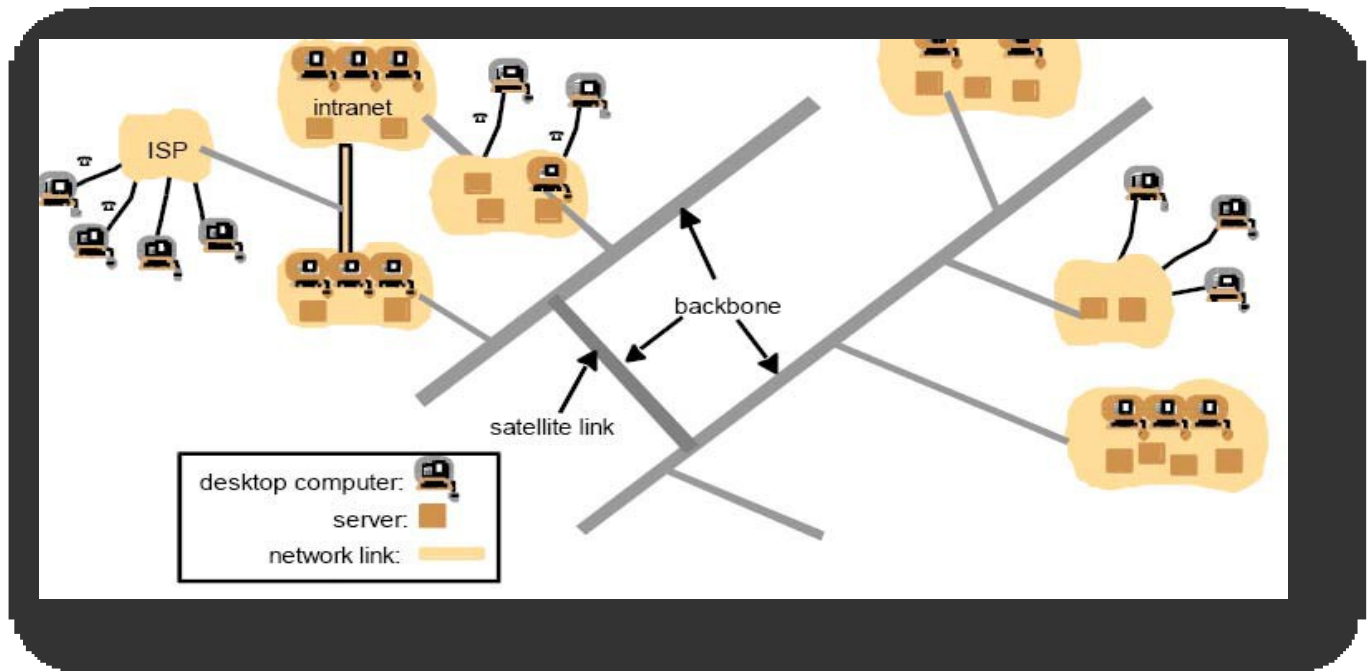 intranet
ISP
backbone
satellite link
desktop computer:
server:
network link: